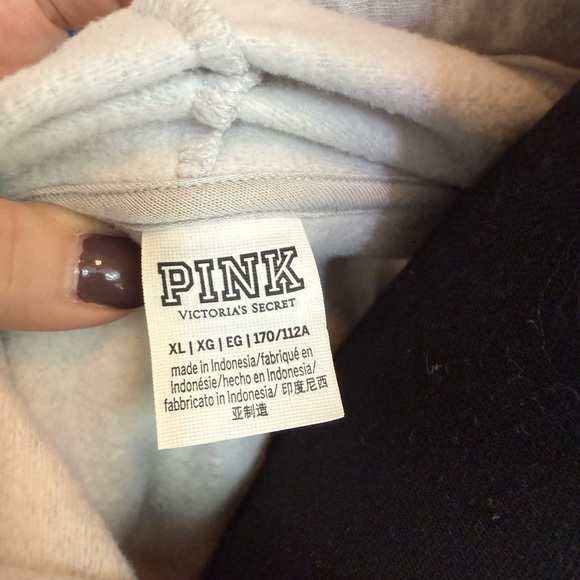 PINK
VICTORIA'S SECRET
XL | XG | EG | 170/112A
made in Indonesia/fabriqué en
Indonésie/hecho en Indonesia/
fabbricato in Indonesia/ 印度尼西
亚制造